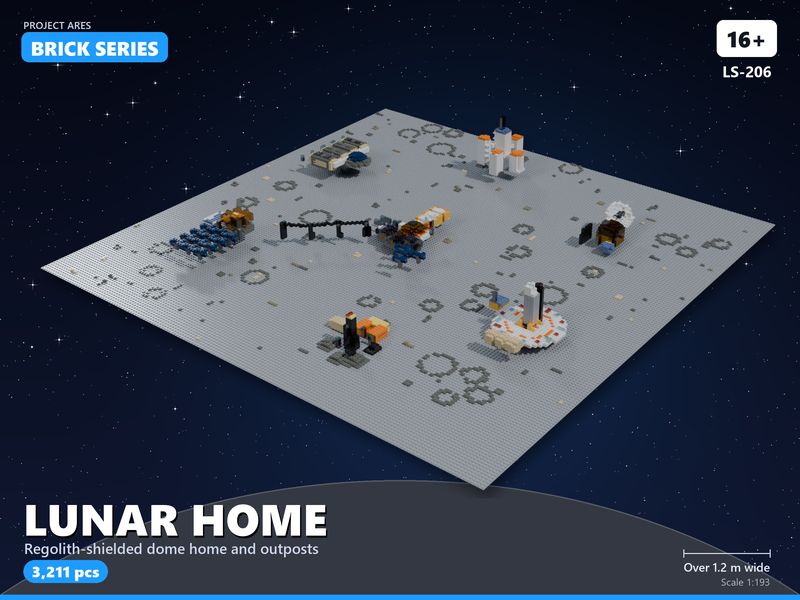 PROJECT ARES
BRICK SERIES
16+
LS-206
LUNAR HOME
Regolith-shielded dome home and outposts
3,211 pcs
Over 1.2 m wide
Scale 1:193